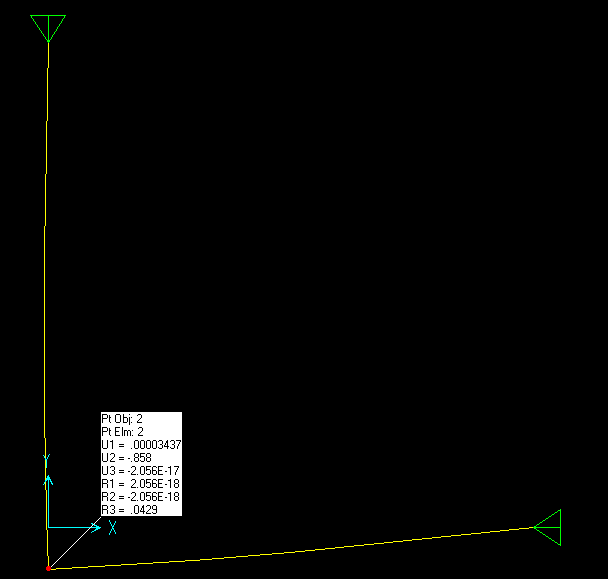 Pt Obj: 2
Pt Elm: 2
U1 = .00003437
U2 = -.858
U3 = -2.056E-17
R1 = 2.056E-18
R2 = -2.056E-18
R3 = .0429
Y
X